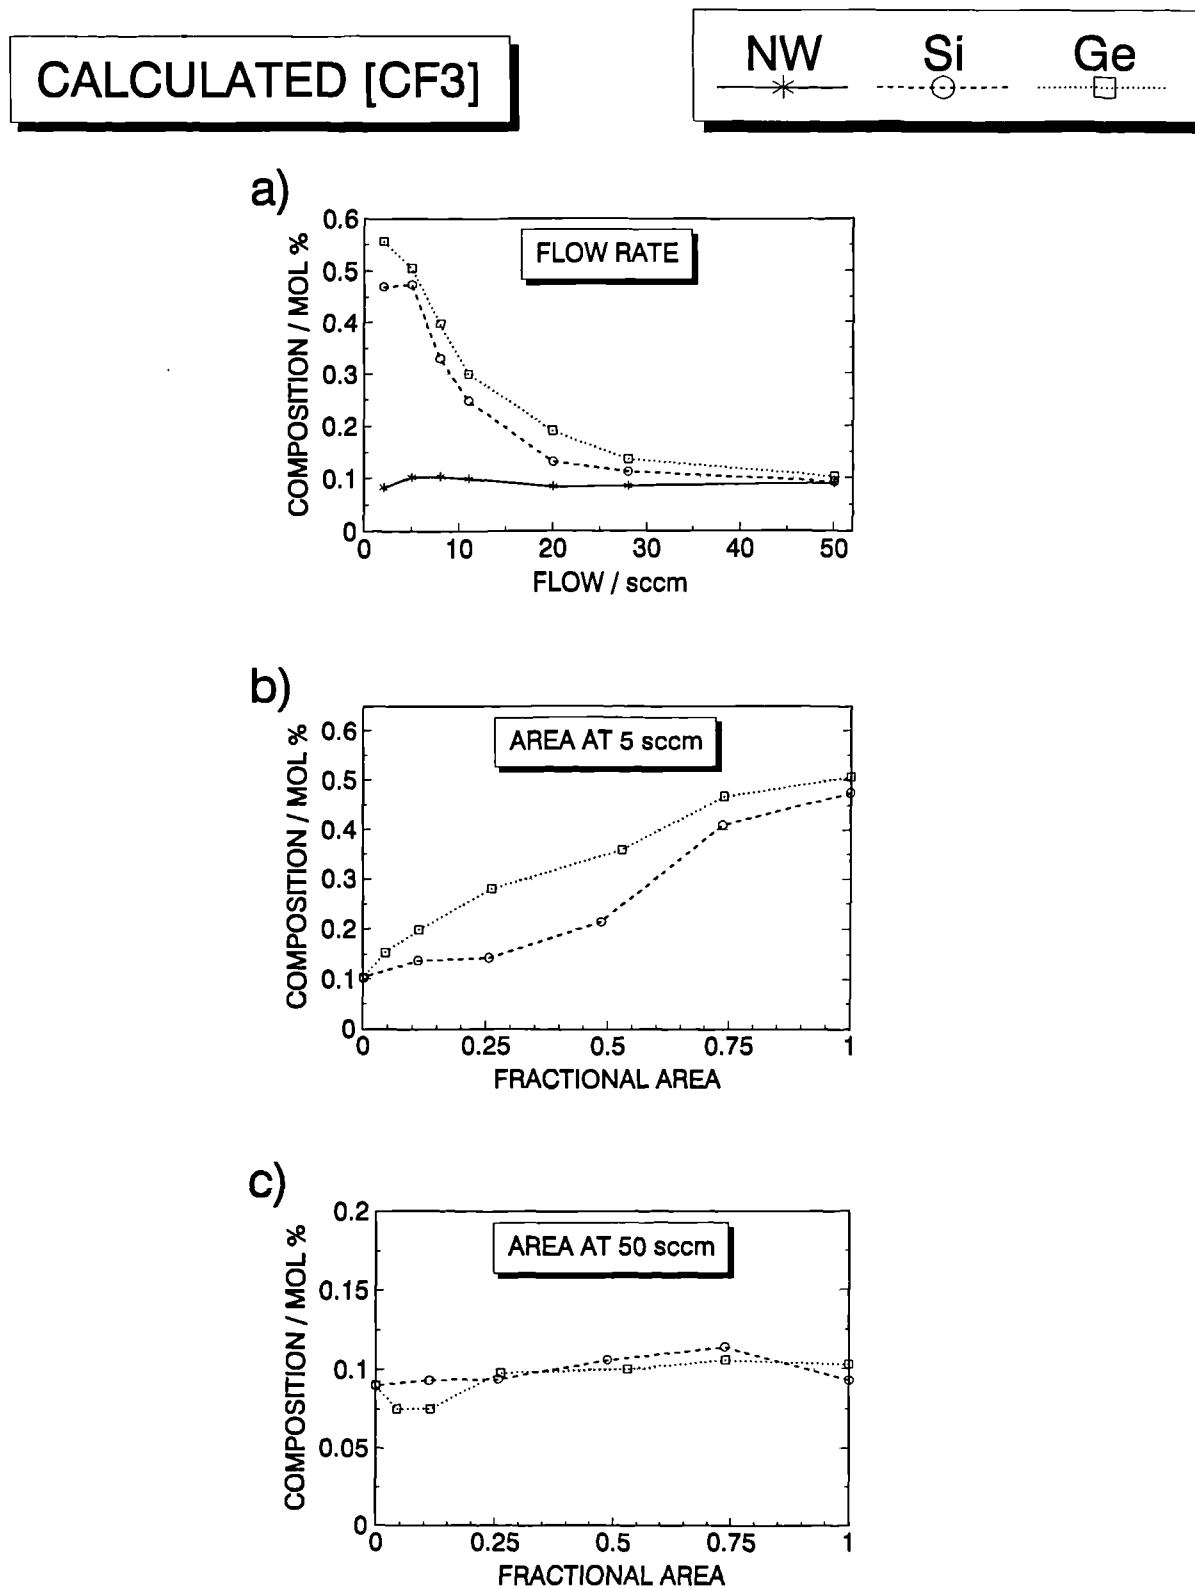 CALCULATED [CF3]
NW Si Ge
a)
FLOW RATE
COMPOSITION / MOL %
0.6
0.5
0.4
0.3
0.2
0.1
0
0 10 20 30 40 50
FLOW / sccm
b)
AREA AT 5 sccm
COMPOSITION / MOL %
0.6
0.5
0.4
0.3
0.2
0.1
0
0 0.25 0.5 0.75 1
FRACTIONAL AREA
c)
AREA AT 50 sccm
COMPOSITION / MOL %
0.2
0.15
0.1
0.05
0
0 0.25 0.5 0.75 1
FRACTIONAL AREA